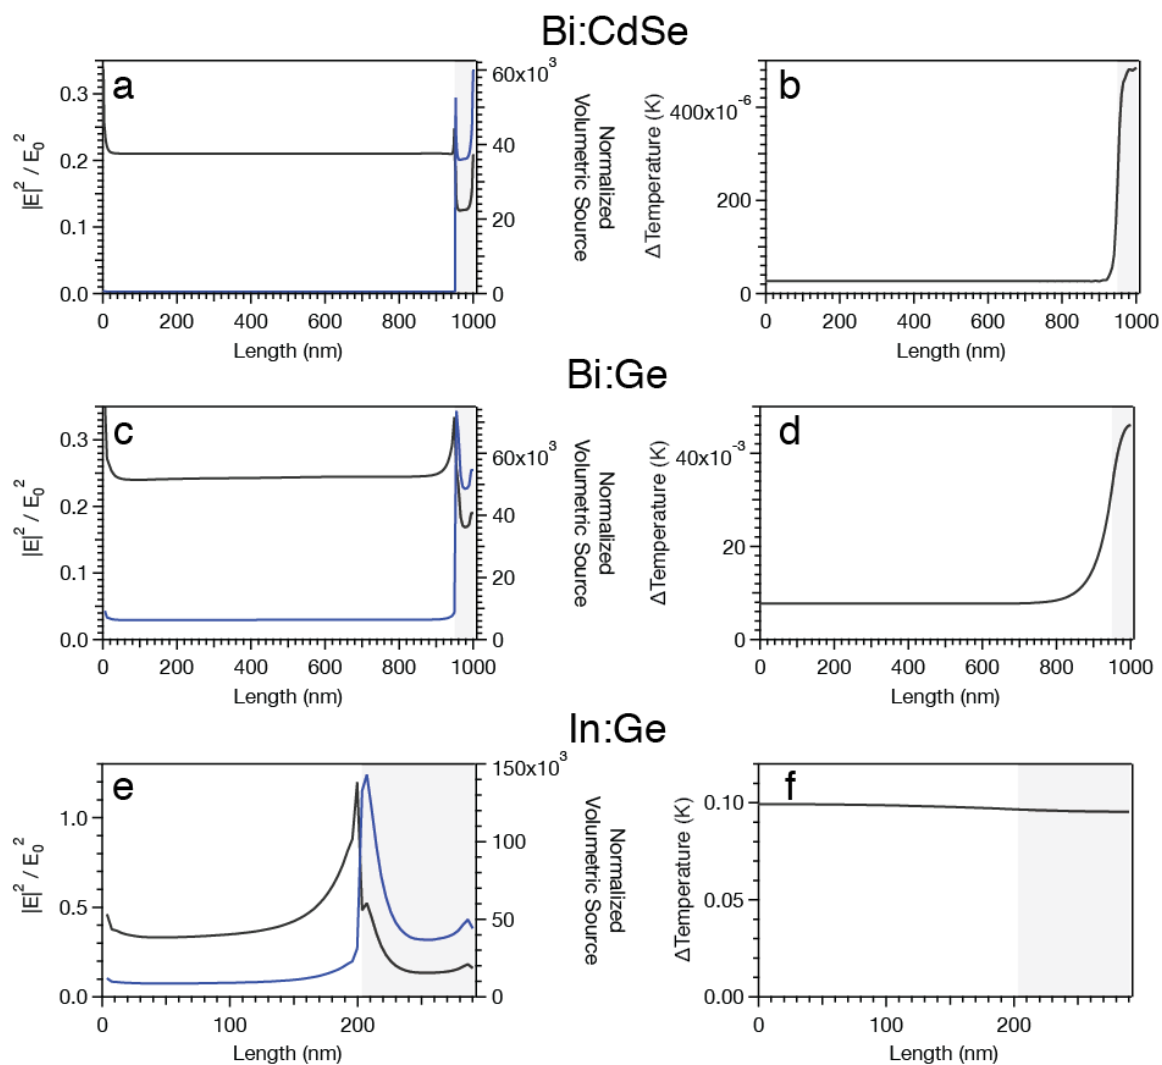 Bi:CdSe
a
|E|² / E₀²
0.3
0.2
0.1
0.0
60x10³
40
20
0
Normalized
Volumetric Source
0 200 400 600 800 1000
Length (nm)
b
ΔTemperature (K)
400x10⁻⁶
200
0
0 200 400 600 800 1000
Length (nm)
Bi:Ge
c
|E|² / E₀²
0.3
0.2
0.1
0.0
60x10³
40
20
0
Normalized
Volumetric Source
0 200 400 600 800 1000
Length (nm)
d
ΔTemperature (K)
40x10⁻³
20
0
0 200 400 600 800 1000
Length (nm)
In:Ge
e
|E|² / E₀²
1.0
0.5
0.0
150x10³
100
50
0
Normalized
Volumetric Source
0 100 200
Length (nm)
f
ΔTemperature (K)
0.10
0.05
0.00
0 100 200
Length (nm)